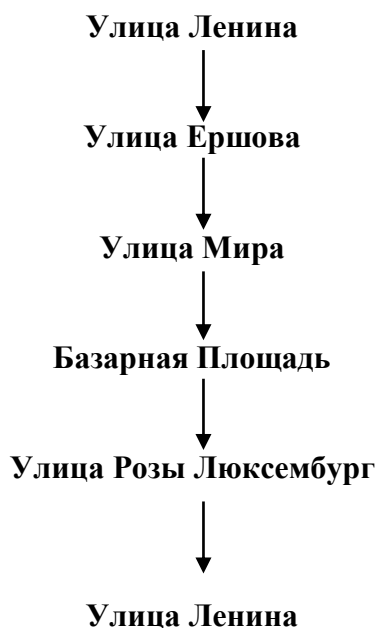 Улица Ленина
Улица Ершова
Улица Мира
Базарная Площадь
Улица Розы Люксембург
Улица Ленина